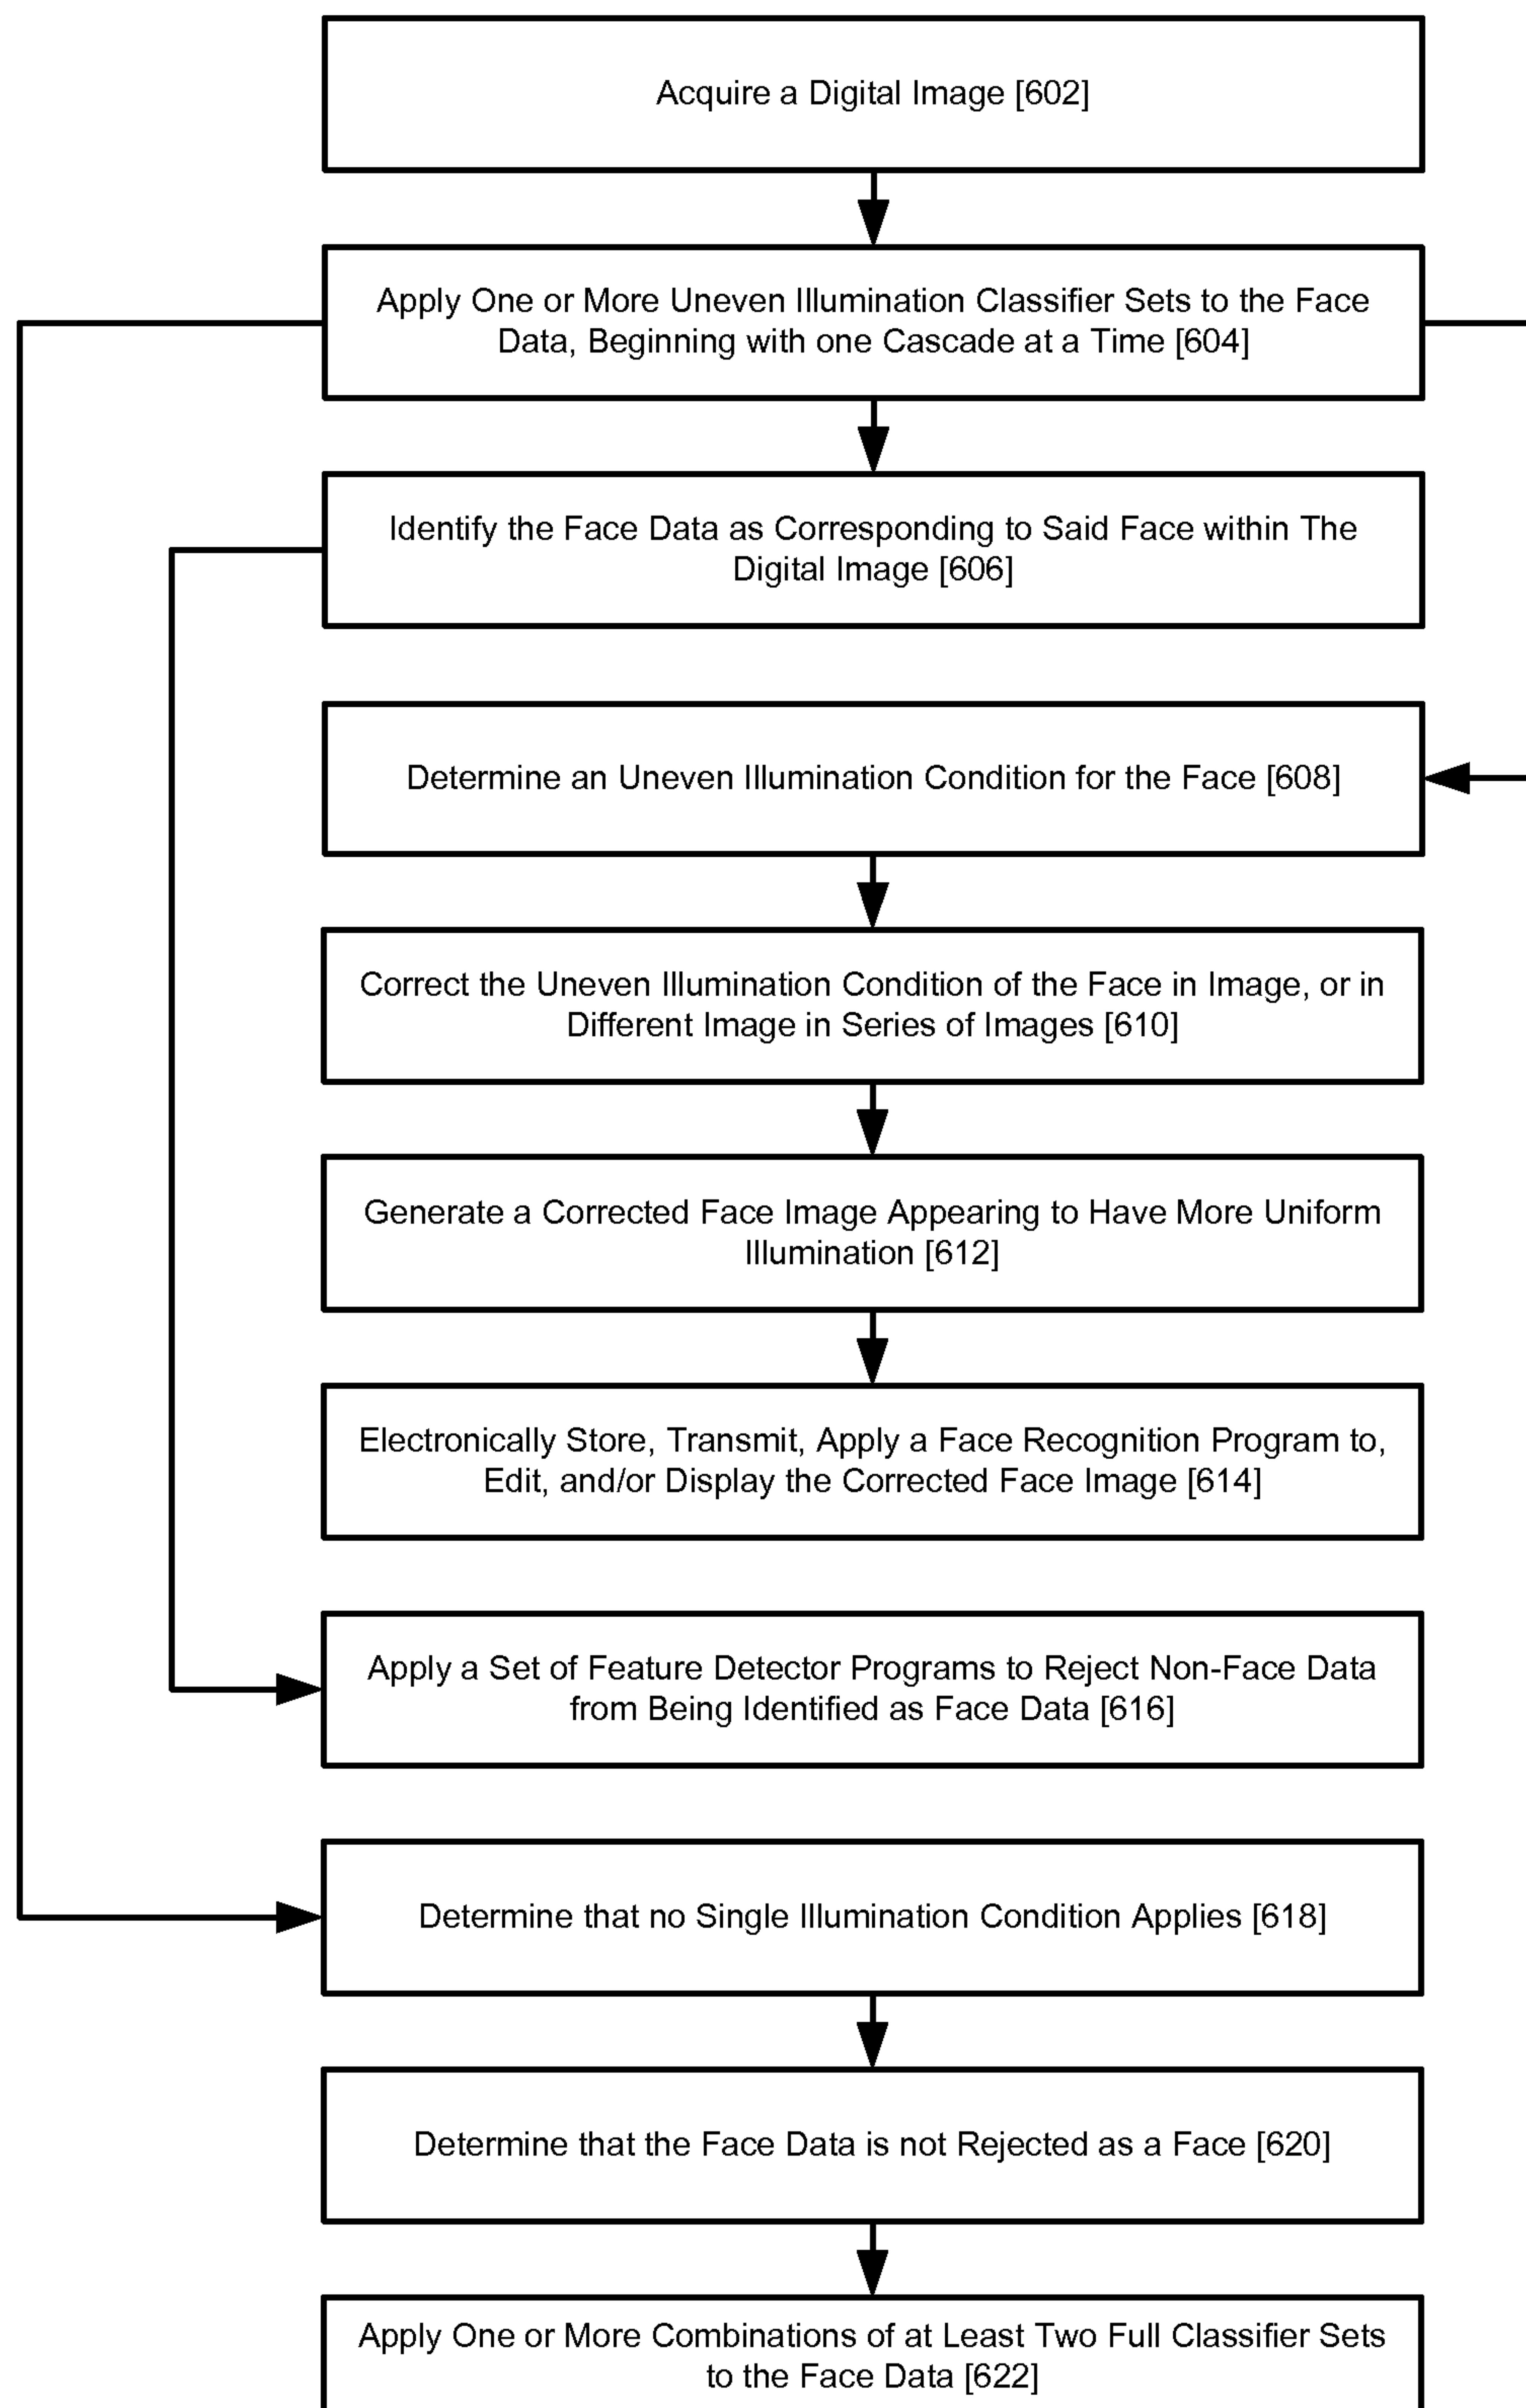 Acquire a Digital Image [602]
Apply One or More Uneven Illumination Classifier Sets to the Face
Data, Beginning with one Cascade at a Time [604]
Identify the Face Data as Corresponding to Said Face within The
Digital Image [606]
Determine an Uneven Illumination Condition for the Face [608]
Correct the Uneven Illumination Condition of the Face in Image, or in
Different Image in Series of Images [610]
Generate a Corrected Face Image Appearing to Have More Uniform
Illumination [612]
Electronically Store, Transmit, Apply a Face Recognition Program to,
Edit, and/or Display the Corrected Face Image [614]
Apply a Set of Feature Detector Programs to Reject Non-Face Data
from Being Identified as Face Data [616]
Determine that no Single Illumination Condition Applies [618]
Determine that the Face Data is not Rejected as a Face [620]
Apply One or More Combinations of at Least Two Full Classifier Sets
to the Face Data [622]